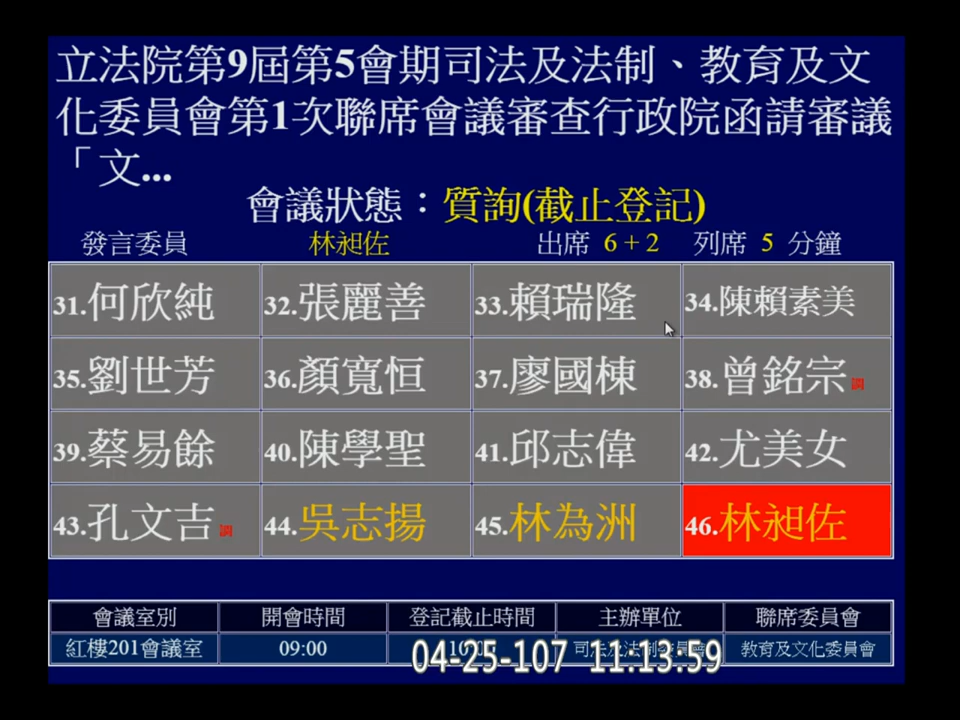 立法院第9屆第5會期司法及法制、教育及文
化委員會第1次聯席會議審查行政院函請審議
「文...
會議狀態：質詢(截止登記)
發言委員 林昶佐 出席 6 + 2 列席 5 分鐘
31.何欣純 32.張麗善 33.賴瑞隆 34.陳賴素美
35.劉世芳 36.顏寬恒 37.廖國棟 38.曾銘宗
39.蔡易餘 40.陳學聖 41.邱志偉 42.尤美女
43.孔文吉 44.吳志揚 45.林為洲 46.林昶佐
會議室別 開會時間 登記截止時間 主辦單位 聯席委員會
紅樓201會議室 09:00 教育及文化委員會
04-25-107 11:13:59